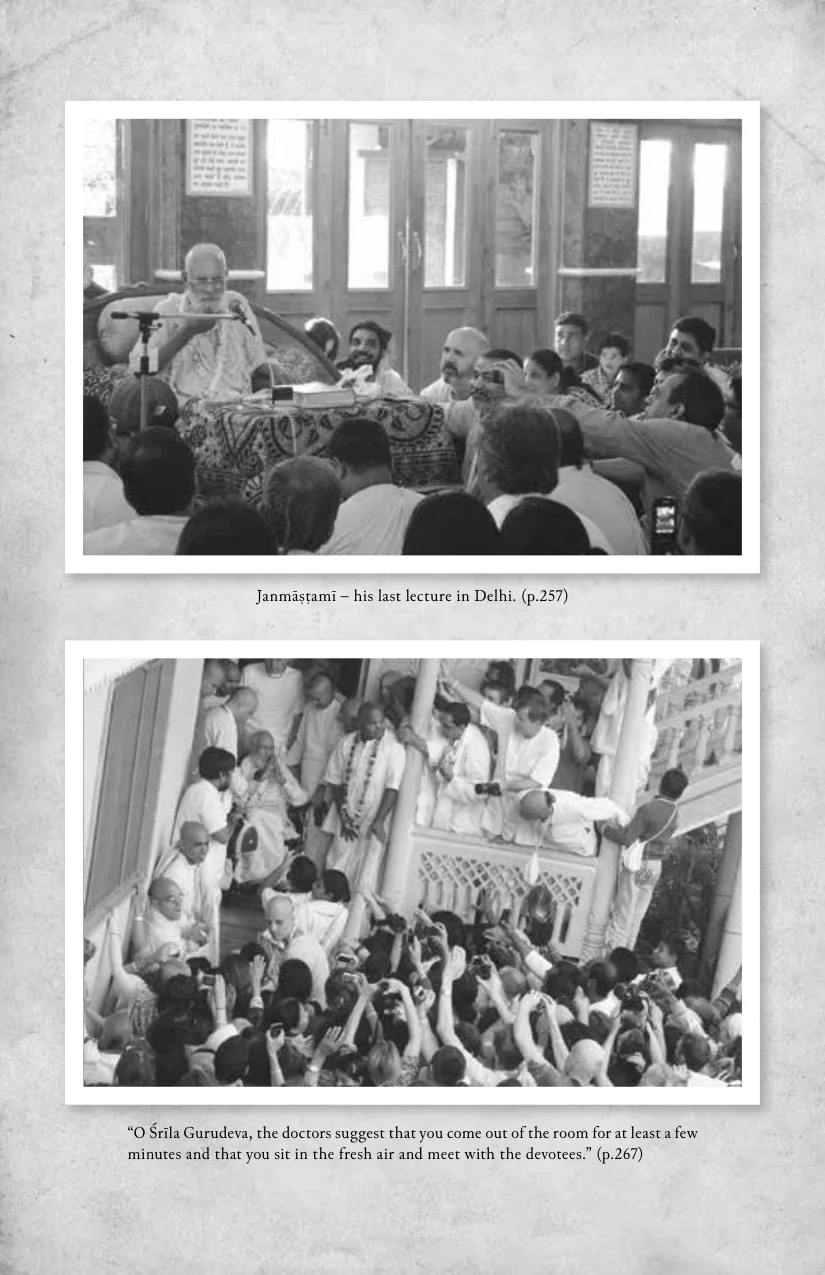 Janmāṣṭamī – his last lecture in Delhi. (p.257)
“O Śrīla Gurudeva, the doctors suggest that you come out of the room for at least a few
minutes and that you sit in the fresh air and meet with the devotees.” (p.267)